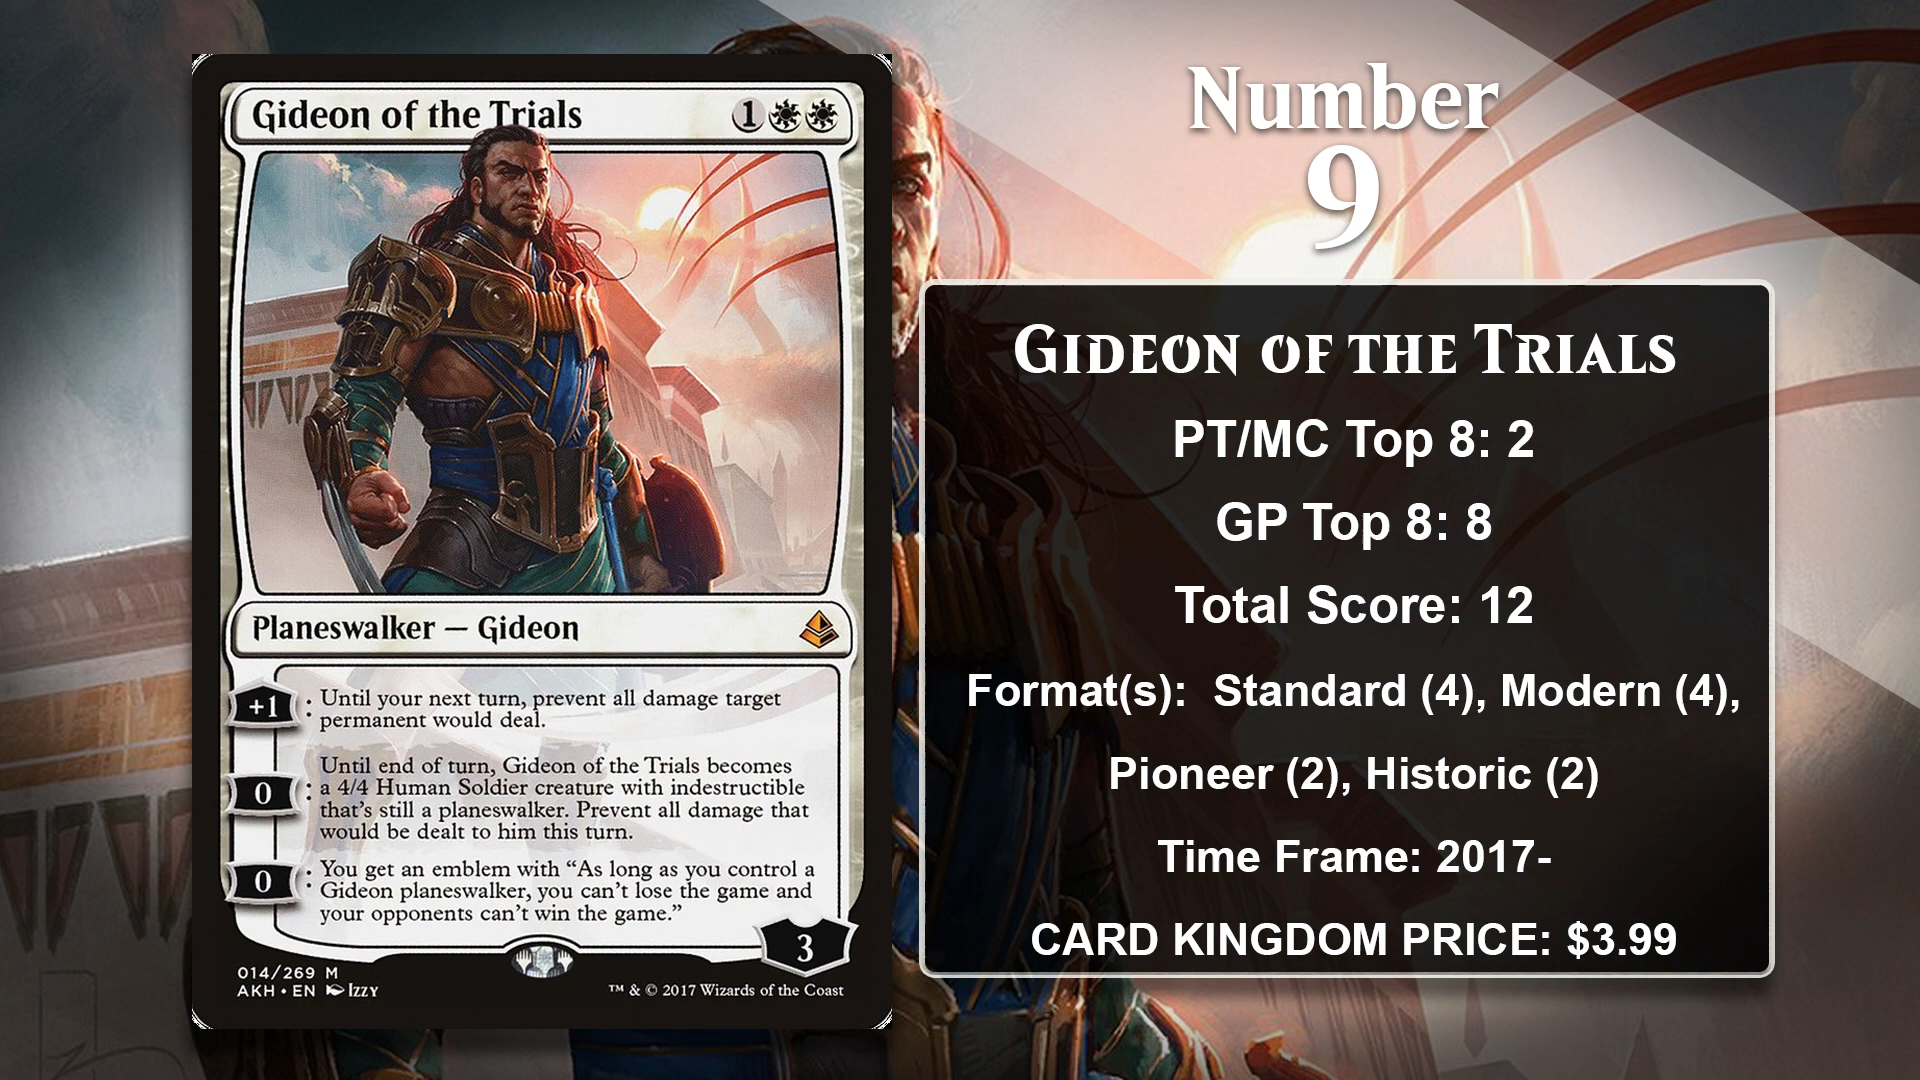 Gideon of the Trials 1
Planeswalker — Gideon
+1 : Until your next turn, prevent all damage target
permanent would deal.
0 : Until end of turn, Gideon of the Trials becomes
a 4/4 Human Soldier creature with indestructible
that's still a planeswalker. Prevent all damage that
would be dealt to him this turn.
0 : You get an emblem with “As long as you control a
Gideon planeswalker, you can't lose the game and
your opponents can't win the game.”
3
014/269 M
AKH • EN Izzy
™ & © 2017 Wizards of the Coast
Number
9
Gideon of the Trials
PT/MC Top 8: 2
GP Top 8: 8
Total Score: 12
Format(s): Standard (4), Modern (4),
Pioneer (2), Historic (2)
Time Frame: 2017-
CARD KINGDOM PRICE: $3.99